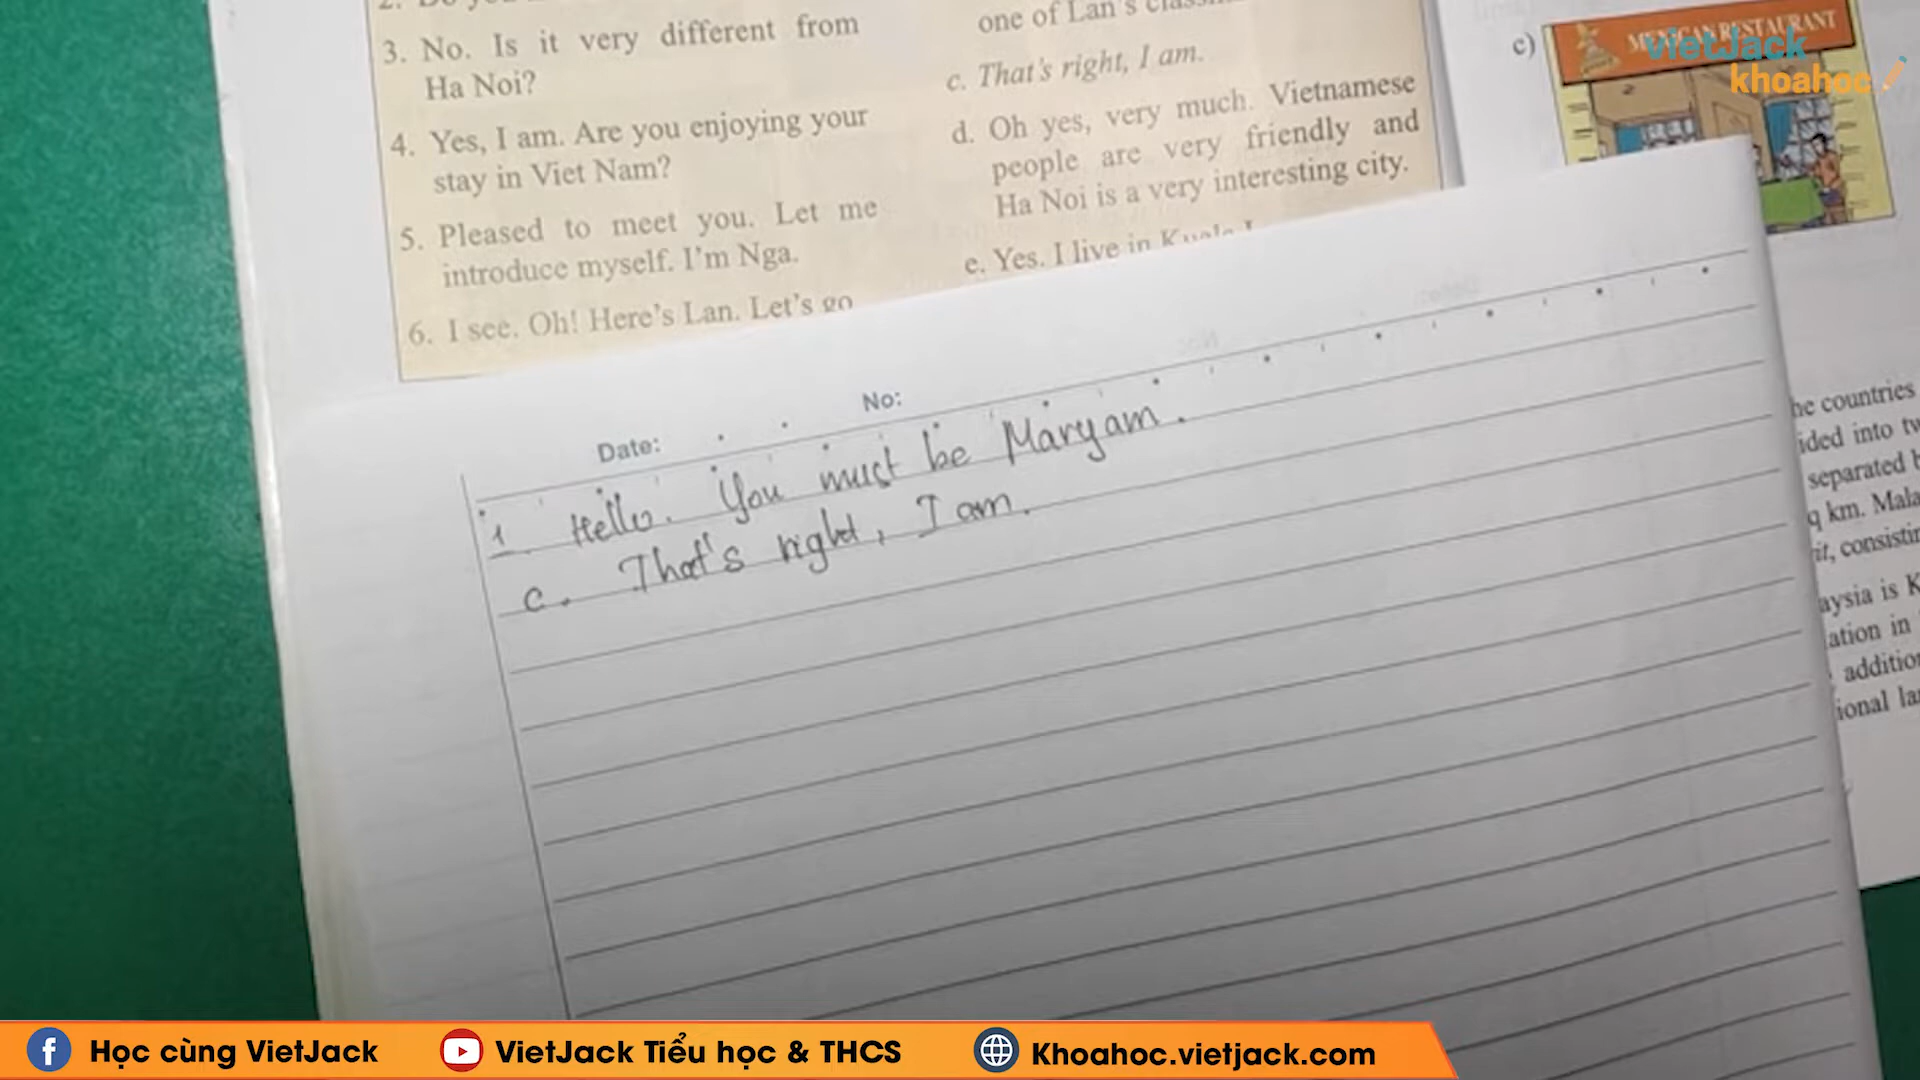 3. No. Is it very different from
Ha Noi?
4. Yes, I am. Are you enjoying your
stay in Viet Nam?
5. Pleased to meet you. Let me
introduce myself. I'm Nga.
6. I see. Oh! Here's Lan. Let's go
one of Lan's
c. That's right, I am.
d. Oh yes, very much. Vietnamese
people are very friendly and
Ha Noi is a very interesting city.
e. Yes. I live in
c)
MEXICAN RESTAURANT
vietJack
khoahoc
No:
Date:
1 Hello. You must be Maryam.
c. That's right, I am.
he countries
ided into
separated
q km.
it,
aysia is
ation in
ional
Học cùng VietJack
VietJack Tiểu học & THCS
Khoahoc.vietjack.com